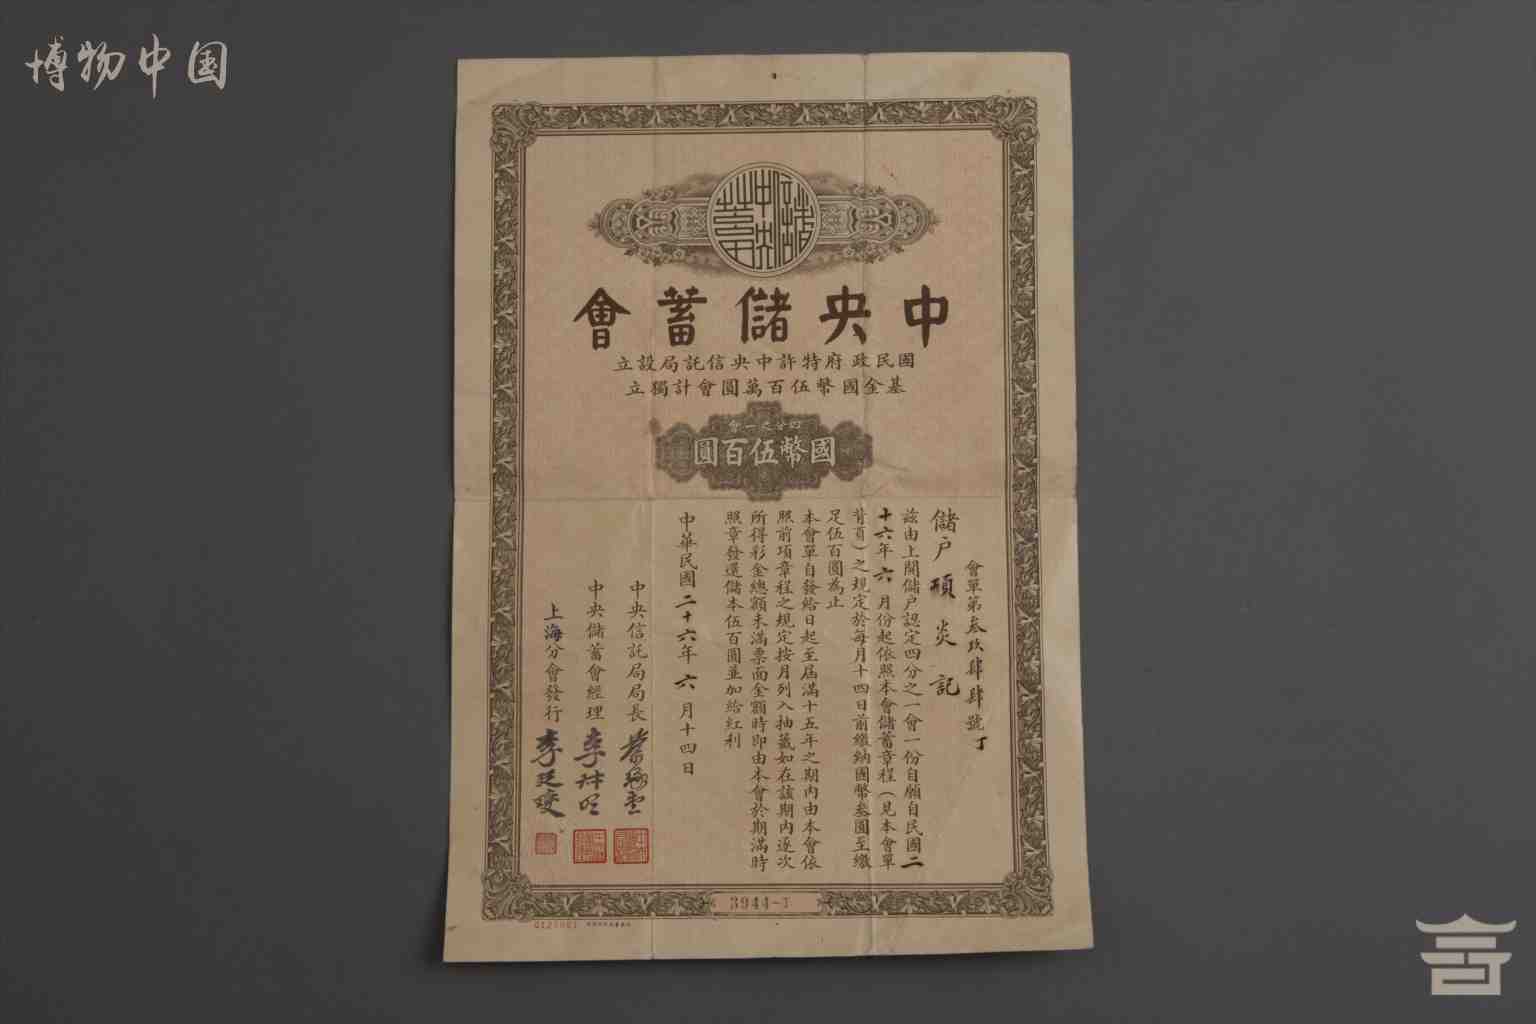 博物中国
中央儲蓄會
國民政府特許中央信託局設立
基金國幣伍百萬圓會計獨立
四分之一會
國幣伍百圓
會單第叁玖肆肆號丁
儲戶碩炎記
茲由上開儲戶認定四分之一會一份自願自民國二
十六年六月份起依照本會儲蓄章程(見本會單
背頁)之規定於每月十四日前繳納國幣叁圓至繳
足伍百圓為止
本會單自發給日起至屆滿十五年之期內由本會依
照前項章程之規定按月列入抽籤如在該期內逐次
所得彩金總額未滿票面金額時即由本會於期滿時
照章發還儲本伍百圓並加給紅利
中華民國二十六年六月十四日
中央信託局局長
中央儲蓄會經理 李
上海分會發行 李
3944-T